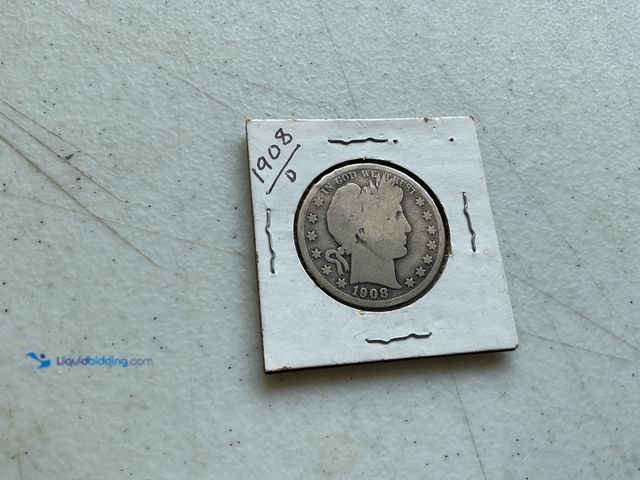 1908
D
IN GOD WE TRUST
1908
Liquidbidding.com